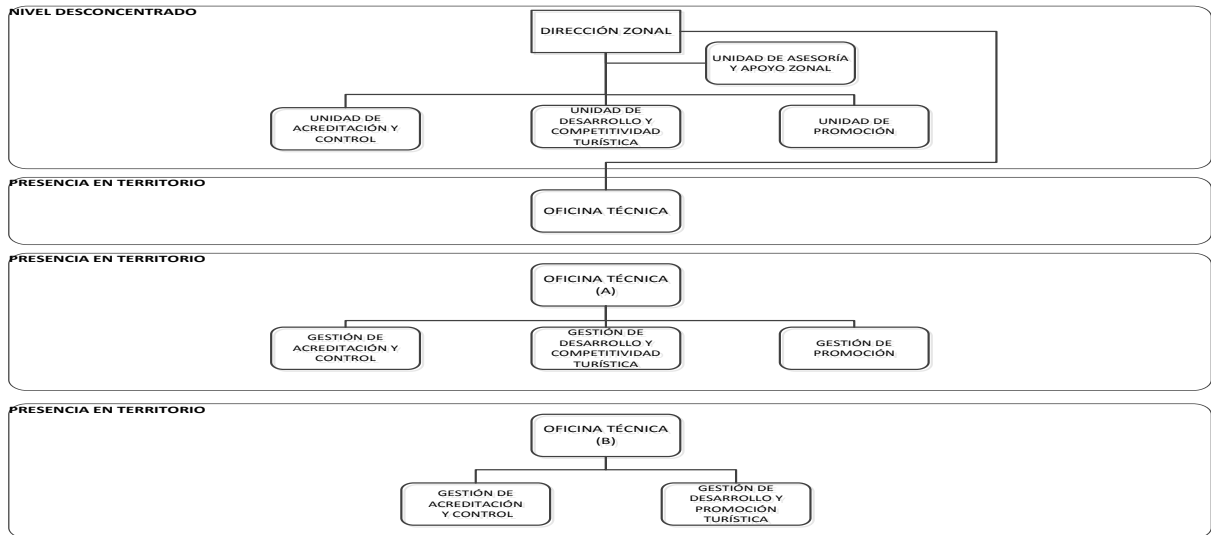 NIVEL DESCONCENTRADO
DIRECCIÓN ZONAL
UNIDAD DE ASESORÍA
Y APOYO ZONAL
UNIDAD DE
ACREDITACIÓN Y
CONTROL
UNIDAD DE
DESARROLLO Y
COMPETITIVIDAD
TURÍSTICA
UNIDAD DE
PROMOCIÓN
PRESENCIA EN TERRITORIO
OFICINA TÉCNICA
PRESENCIA EN TERRITORIO
OFICINA TÉCNICA
(A)
GESTIÓN DE
ACREDITACIÓN Y
CONTROL
GESTIÓN DE
DESARROLLO Y
COMPETITIVIDAD
TURÍSTICA
GESTIÓN DE
PROMOCIÓN
PRESENCIA EN TERRITORIO
OFICINA TÉCNICA
(B)
GESTIÓN DE
ACREDITACIÓN
Y CONTROL
GESTIÓN DE
DESARROLLO Y
PROMOCIÓN
TURÍSTICA